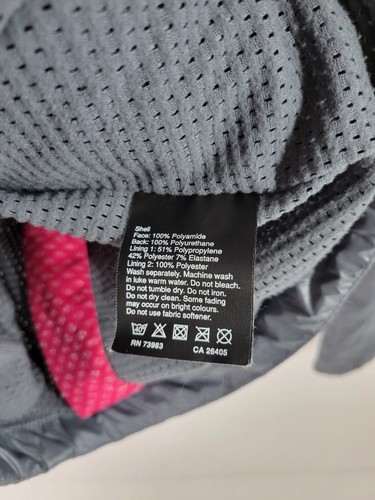 Shell
Face: 100% Polyamide
Back: 100% Polyurethane
Lining 1: 51% Polypropylene
42% Polyester 7% Elastane
Lining 2: 100% Polyester
Wash separately. Machine wash
in luke warm water. Do not bleach.
Do not tumble dry. Do not iron.
Do not dry clean. Some fading
may occur on bright colours.
Do not use fabric softener.
RN 73983 CA 26405